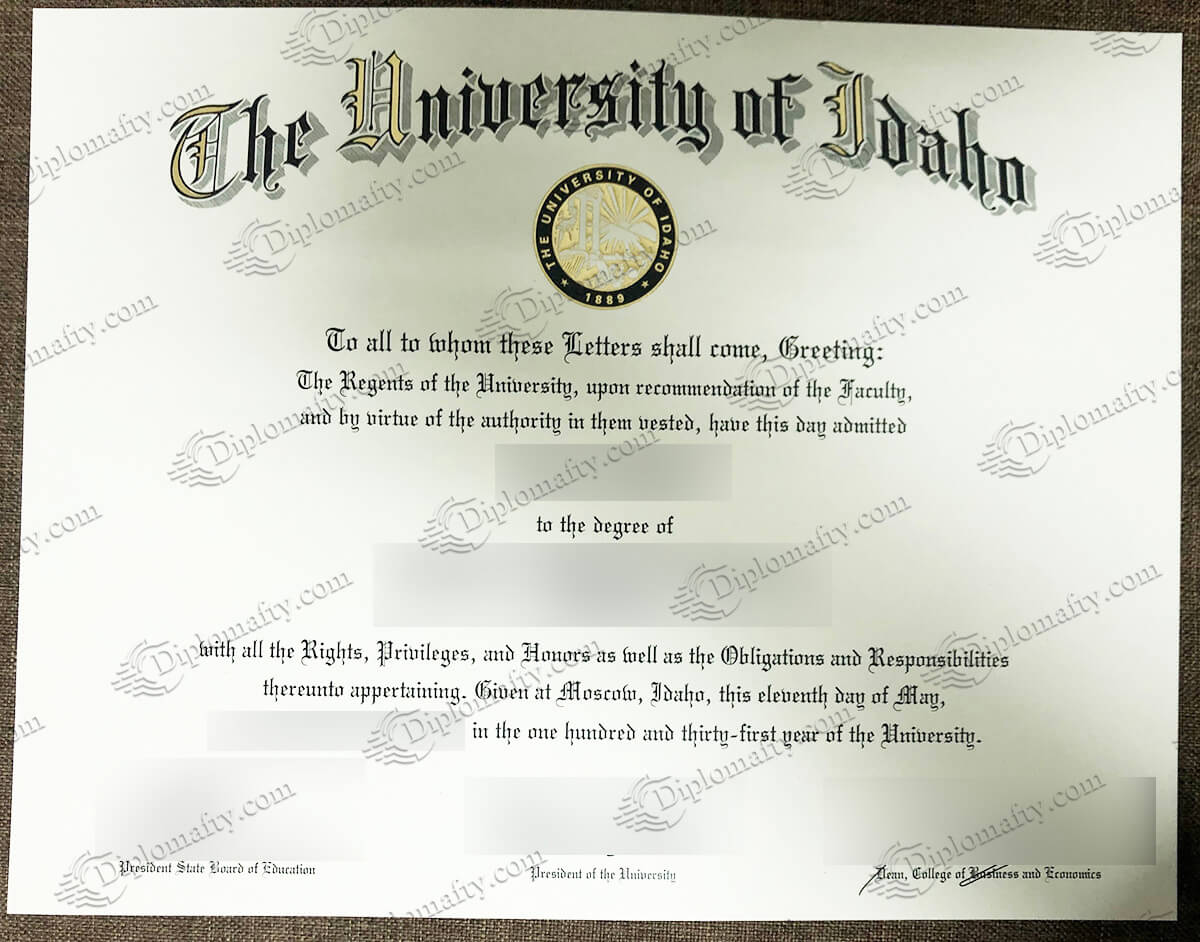 The University of Idaho
THE UNIVERSITY OF IDAHO
1889
To all to whom these Letters shall come, Greeting:
The Regents of the University, upon recommendation of the Faculty,
and by virtue of the authority in them vested, have this day admitted
to the degree of
with all the Rights, Privileges, and Honors as well as the Obligations and Responsibilities
thereunto appertaining. Given at Moscow, Idaho, this eleventh day of May,
in the one hundred and thirty-first year of the University.
President State Board of Education
President of the University
Dean, College of Business and Economics
Diplomafty.com